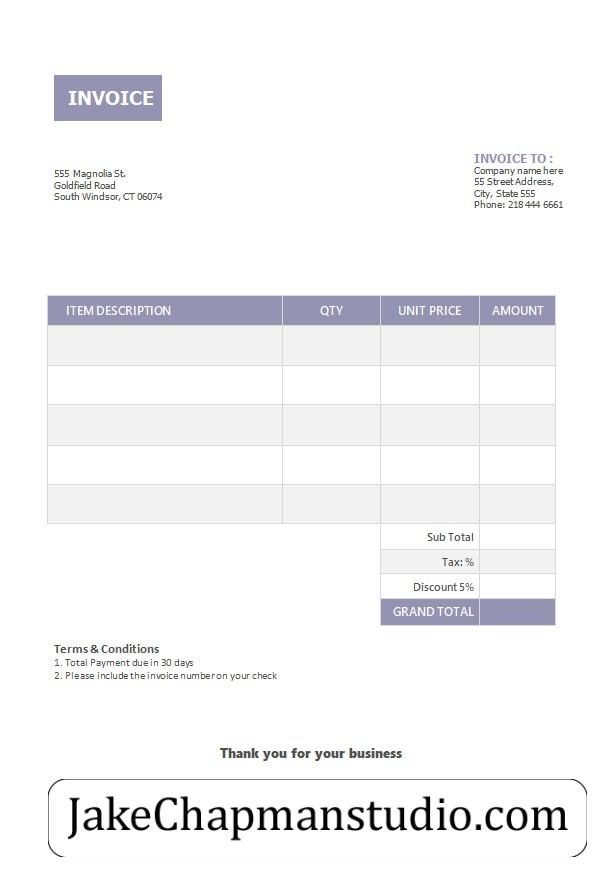 INVOICE
INVOICE TO :
Company name here
55 Street Address,
City, State 555
Phone: 218 444 6661
555 Magnolia St.
Goldfield Road
South Windsor, CT 06074
ITEM DESCRIPTION QTY UNIT PRICE AMOUNT
Sub Total
Tax: %
Discount 5%
GRAND TOTAL
Terms & Conditions
1. Total Payment due in 30 days
2. Please include the invoice number on your check
Thank you for your business
JakeChapmanstudio.com